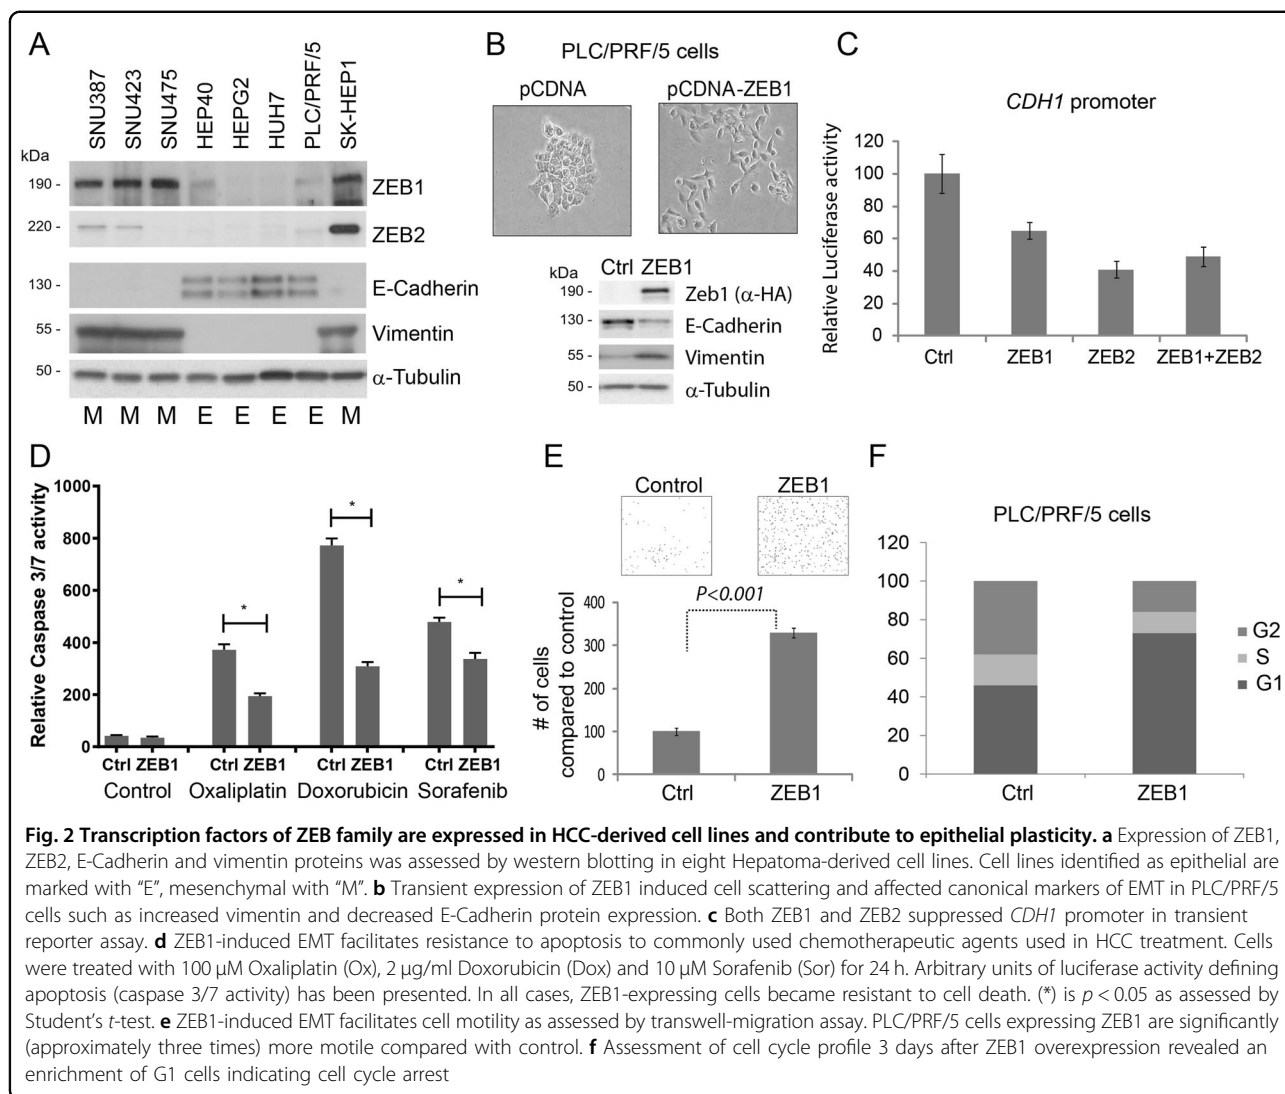 A
SNU387
SNU423
SNU475
HEP40
HEPG2
HUH7
PLC/PRF/5
SK-HEP1
kDa
190 -
ZEB1
220 -
ZEB2
130 -
E-Cadherin
55 -
Vimentin
50 -
α-Tubulin
M M M E E E E M
B
PLC/PRF/5 cells
pCDNA pCDNA-ZEB1
kDa Ctrl ZEB1
190 - Zeb1 (α-HA)
130 - E-Cadherin
55 - Vimentin
50 - α-Tubulin
C
CDH1 promoter
Relative Luciferase activity
120
100
80
60
40
20
0
Ctrl ZEB1 ZEB2 ZEB1+ZEB2
D
Relative Caspase 3/7 activity
1000
800
600
400
200
0
* * *
Ctrl ZEB1 Ctrl ZEB1 Ctrl ZEB1 Ctrl ZEB1
Control Oxaliplatin Doxorubicin Sorafenib
E
Control ZEB1
P<0.001
# of cells
compared to control
400
300
200
100
0
Ctrl ZEB1
F
PLC/PRF/5 cells
120
100
80
60
40
20
0
Ctrl ZEB1
G2
S
G1
Fig. 2 Transcription factors of ZEB family are expressed in HCC-derived cell lines and contribute to epithelial plasticity. a Expression of ZEB1,
ZEB2, E-Cadherin and vimentin proteins was assessed by western blotting in eight Hepatoma-derived cell lines. Cell lines identified as epithelial are
marked with “E”, mesenchymal with “M”. b Transient expression of ZEB1 induced cell scattering and affected canonical markers of EMT in PLC/PRF/5
cells such as increased vimentin and decreased E-Cadherin protein expression. c Both ZEB1 and ZEB2 suppressed CDH1 promoter in transient
reporter assay. d ZEB1-induced EMT facilitates resistance to apoptosis to commonly used chemotherapeutic agents used in HCC treatment. Cells
were treated with 100 μM Oxaliplatin (Ox), 2 μg/ml Doxorubicin (Dox) and 10 μM Sorafenib (Sor) for 24 h. Arbitrary units of luciferase activity defining
apoptosis (caspase 3/7 activity) has been presented. In all cases, ZEB1-expressing cells became resistant to cell death. (*) is p < 0.05 as assessed by
Student’s t-test. e ZEB1-induced EMT facilitates cell motility as assessed by transwell-migration assay. PLC/PRF/5 cells expressing ZEB1 are significantly
(approximately three times) more motile compared with control. f Assessment of cell cycle profile 3 days after ZEB1 overexpression revealed an
enrichment of G1 cells indicating cell cycle arrest